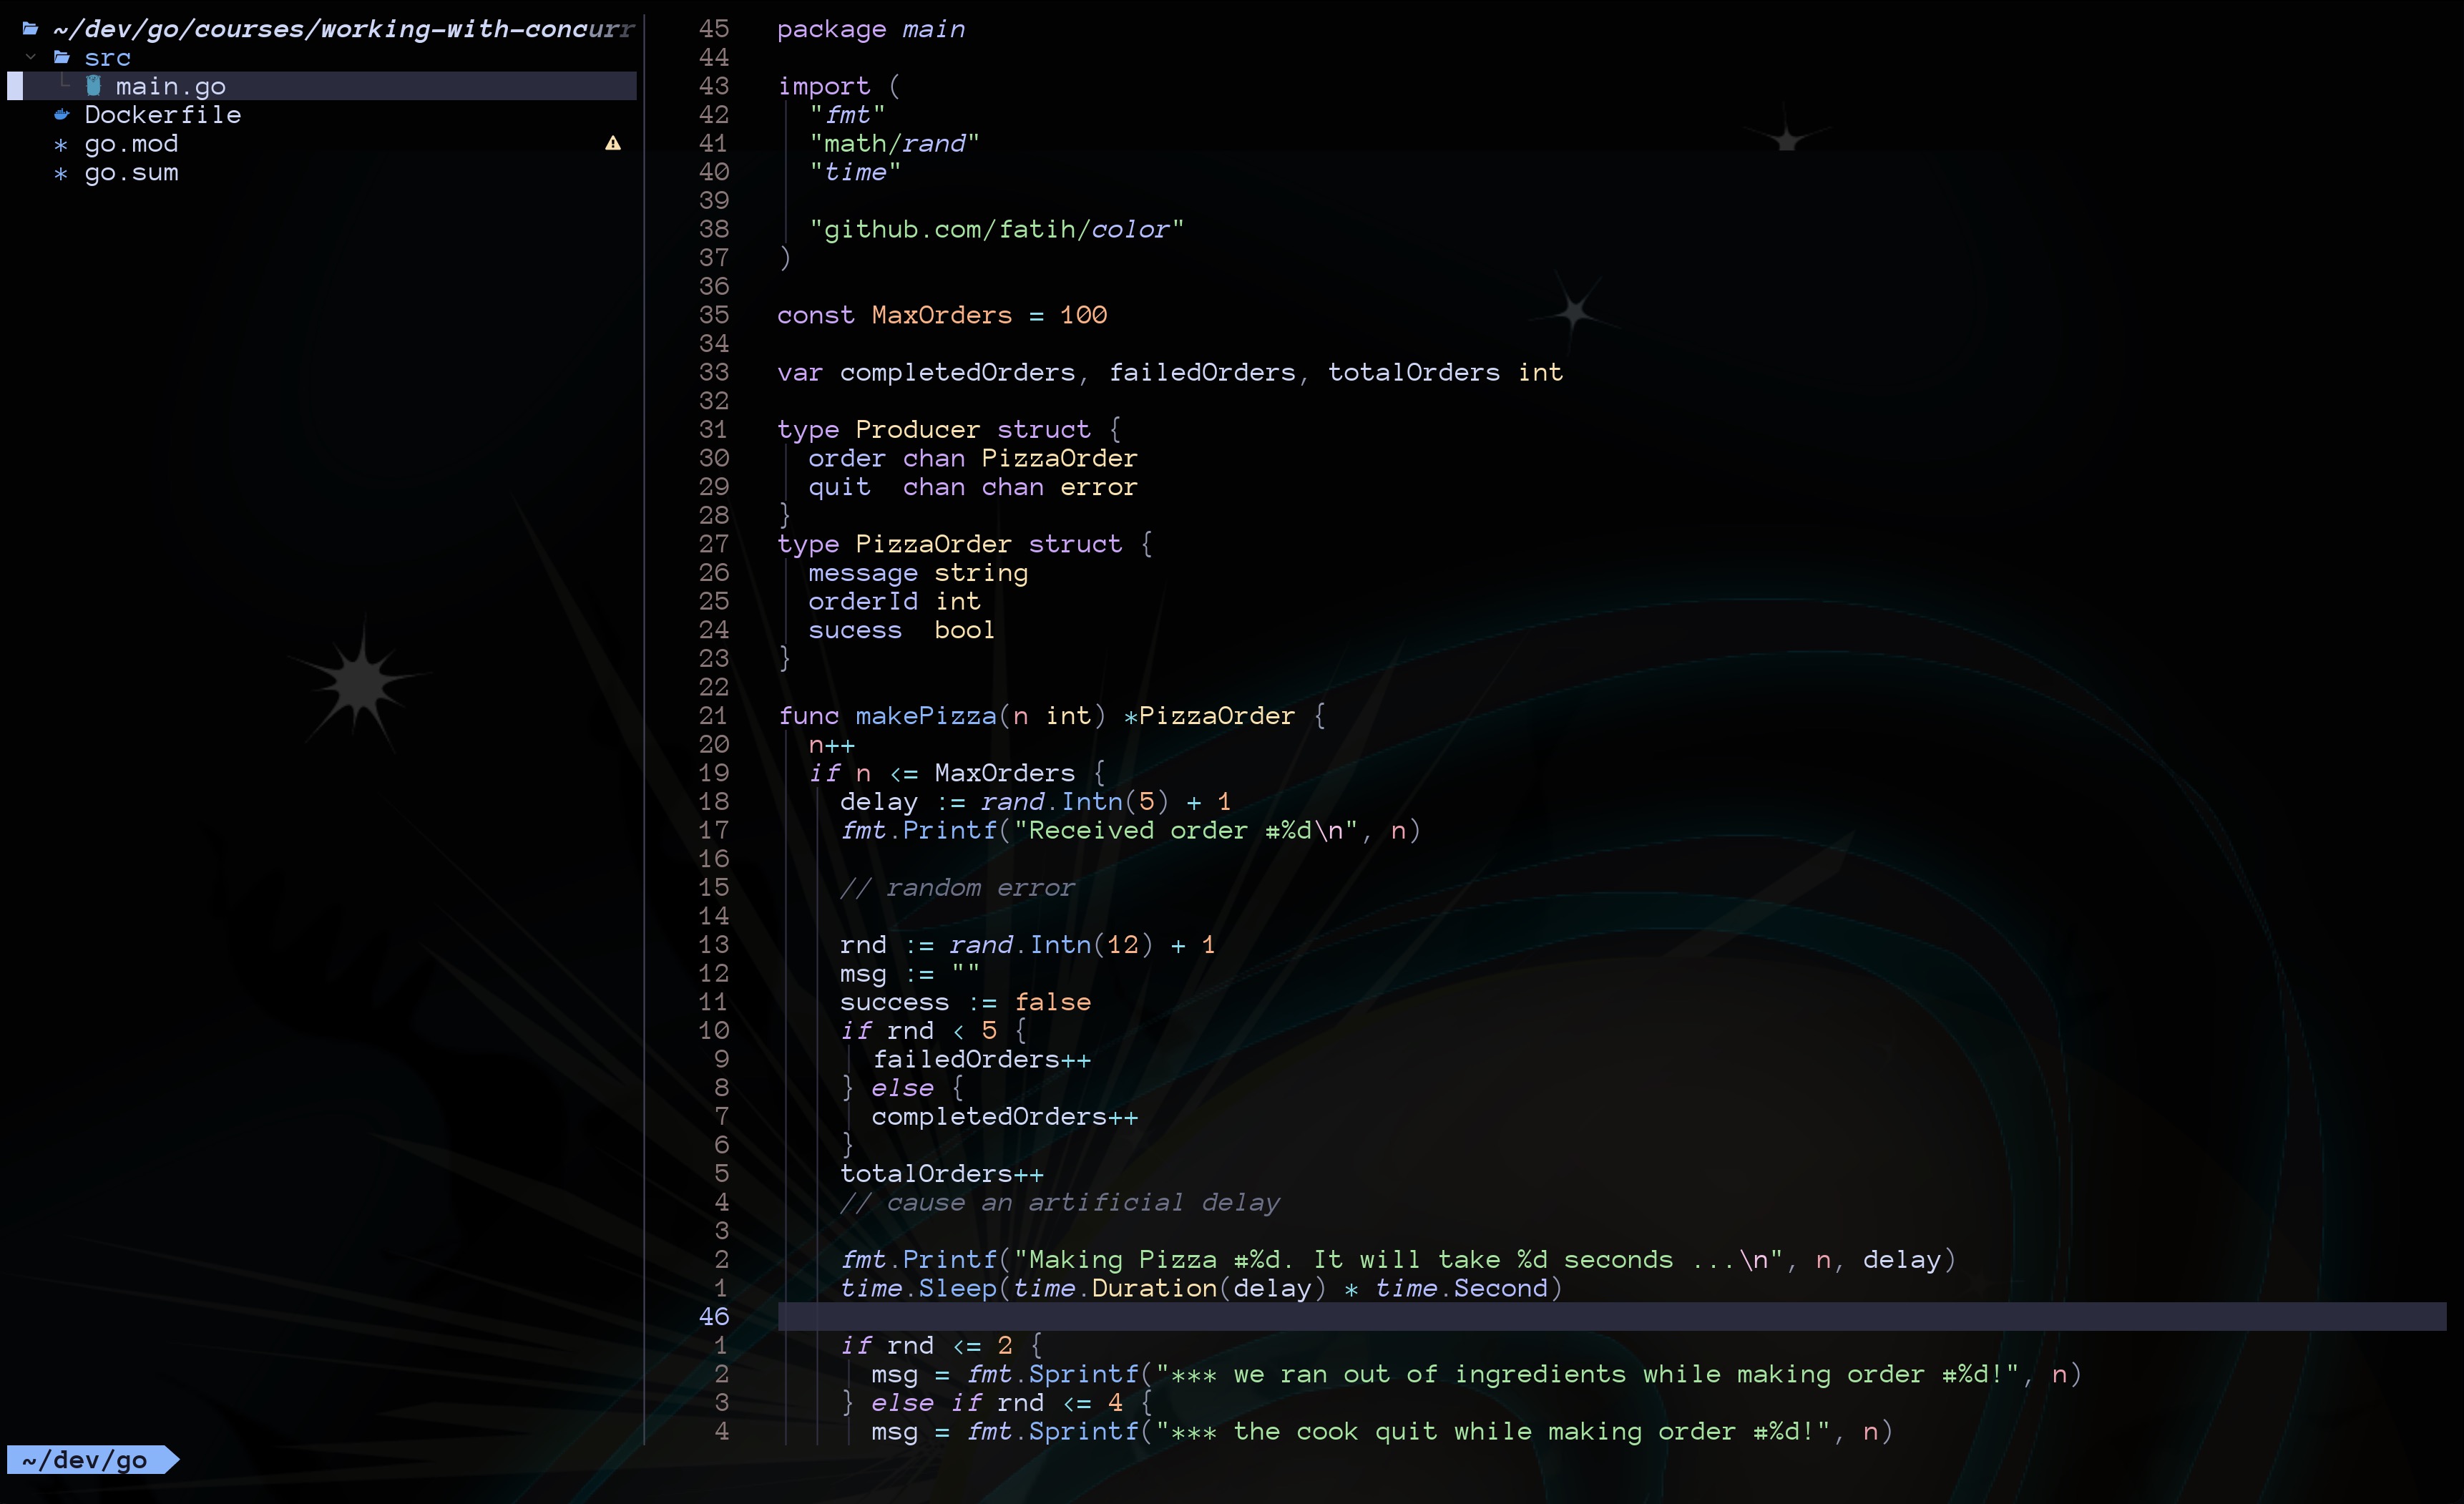 ~/dev/go/courses/working-with-concurr
src
main.go
Dockerfile
go.mod
go.sum
45 package main
44
43 import (
42 "fmt"
41 "math/rand"
40 "time"
39
38 "github.com/fatih/color"
37 )
36
35 const MaxOrders = 100
34
33 var completedOrders, failedOrders, totalOrders int
32
31 type Producer struct {
30 order chan PizzaOrder
29 quit  chan chan error
28 }
27 type PizzaOrder struct {
26 message string
25 orderId int
24 sucess  bool
23 }
22
21 func makePizza(n int) *PizzaOrder {
20 n++
19 if n <= MaxOrders {
18 delay := rand.Intn(5) + 1
17 fmt.Printf("Received order #%d\n", n)
16
15 // random error
14
13 rnd := rand.Intn(12) + 1
12 msg := ""
11 success := false
10 if rnd < 5 {
9 failedOrders++
8 } else {
7 completedOrders++
6 }
5 totalOrders++
4 // cause an artificial delay
3
2 fmt.Printf("Making Pizza #%d. It will take %d seconds ...\n", n, delay)
1 time.Sleep(time.Duration(delay) * time.Second)
46
1 if rnd <= 2 {
2 msg = fmt.Sprintf("*** we ran out of ingredients while making order #%d!", n)
3 } else if rnd <= 4 {
4 msg = fmt.Sprintf("*** the cook quit while making order #%d!", n)
~/dev/go